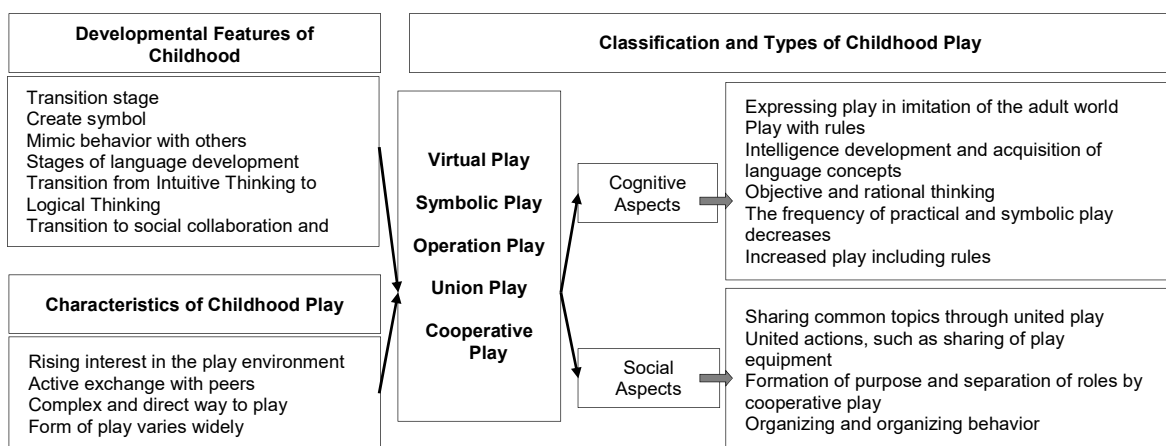 Developmental Features of
Childhood
Transition stage
Create symbol
Mimic behavior with others
Stages of language development
Transition from Intuitive Thinking to
Logical Thinking
Transition to social collaboration and
Characteristics of Childhood Play
Rising interest in the play environment
Active exchange with peers
Complex and direct way to play
Form of play varies widely
Classification and Types of Childhood Play
Virtual Play
Symbolic Play
Operation Play
Union Play
Cooperative
Play
Cognitive
Aspects
Expressing play in imitation of the adult world
Play with rules
Intelligence development and acquisition of
language concepts
Objective and rational thinking
The frequency of practical and symbolic play
decreases
Increased play including rules
Social
Aspects
Sharing common topics through united play
United actions, such as sharing of play
equipment
Formation of purpose and separation of roles by
cooperative play
Organizing and organizing behavior